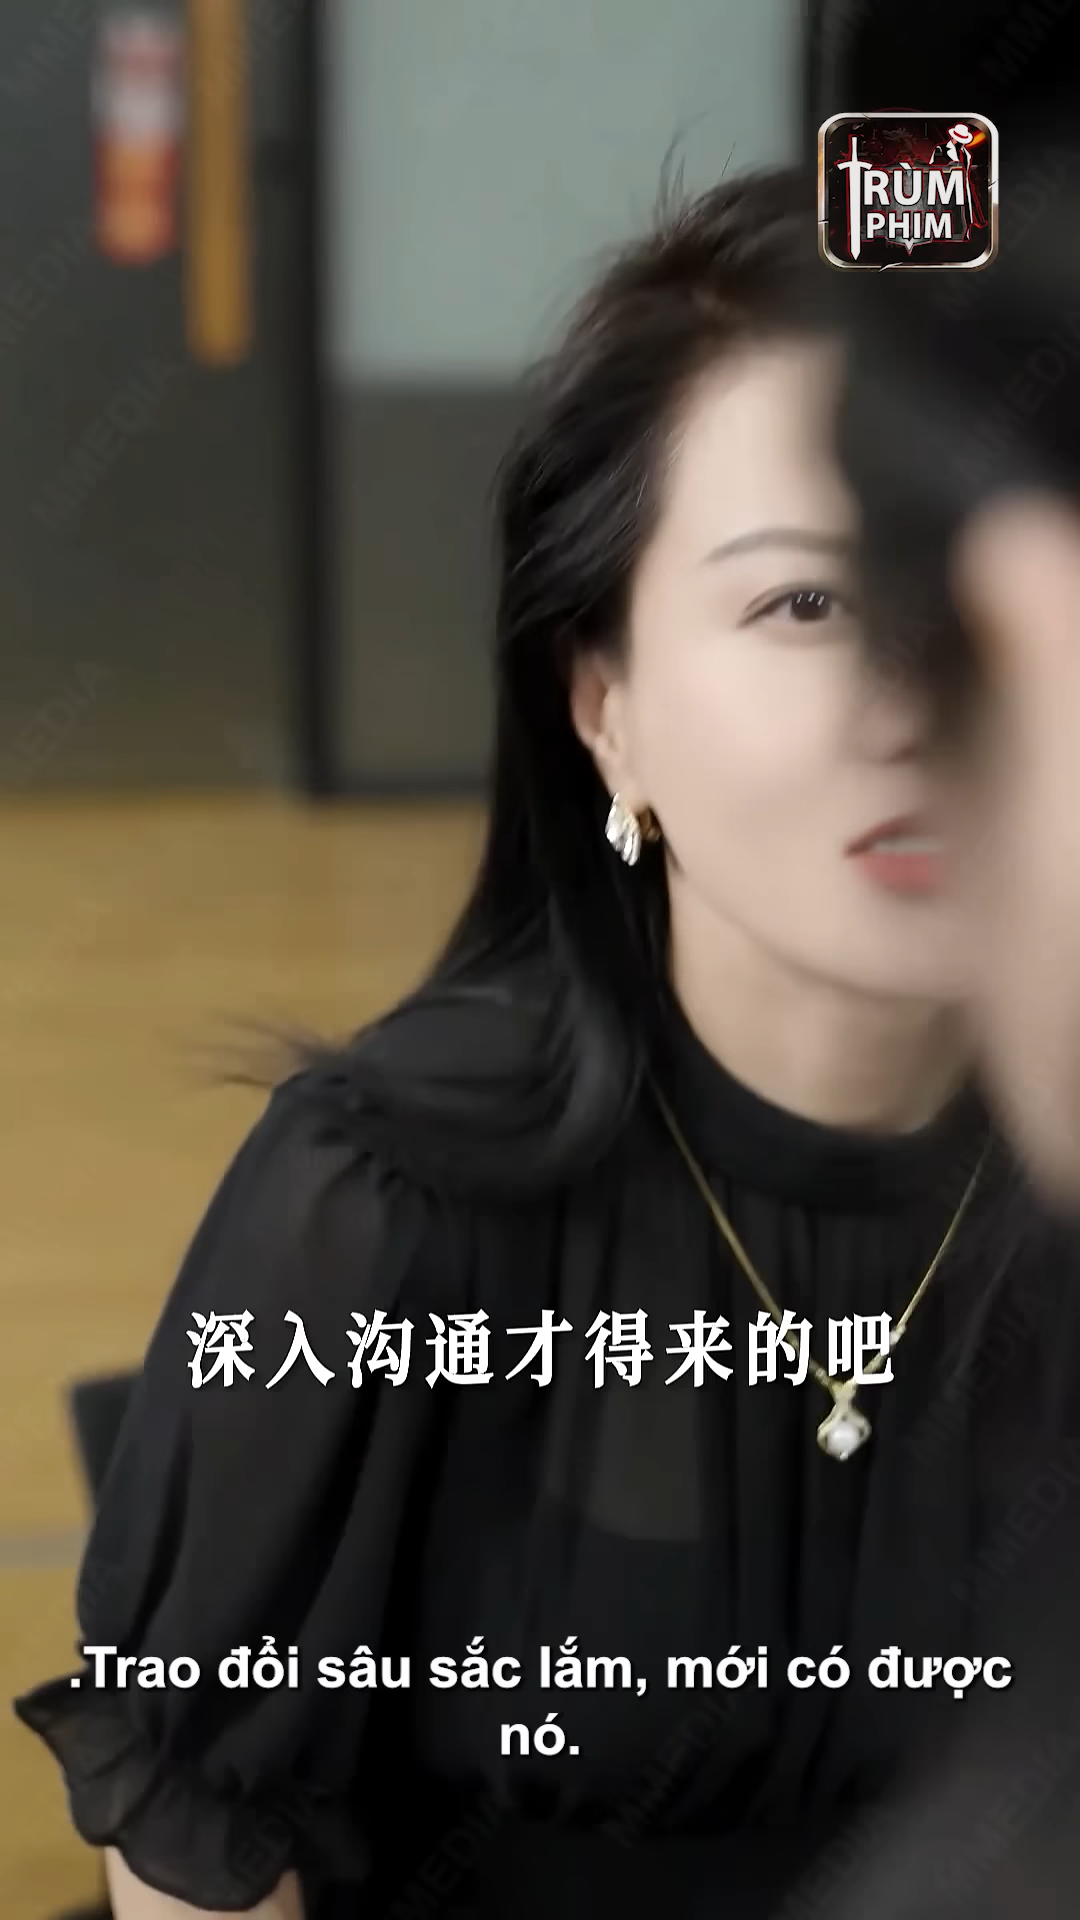 TRÙM
PHIM
深入沟通才得来的吧
.Trao đổi sâu sắc lắm, mới có được
nó.
MMEDIA